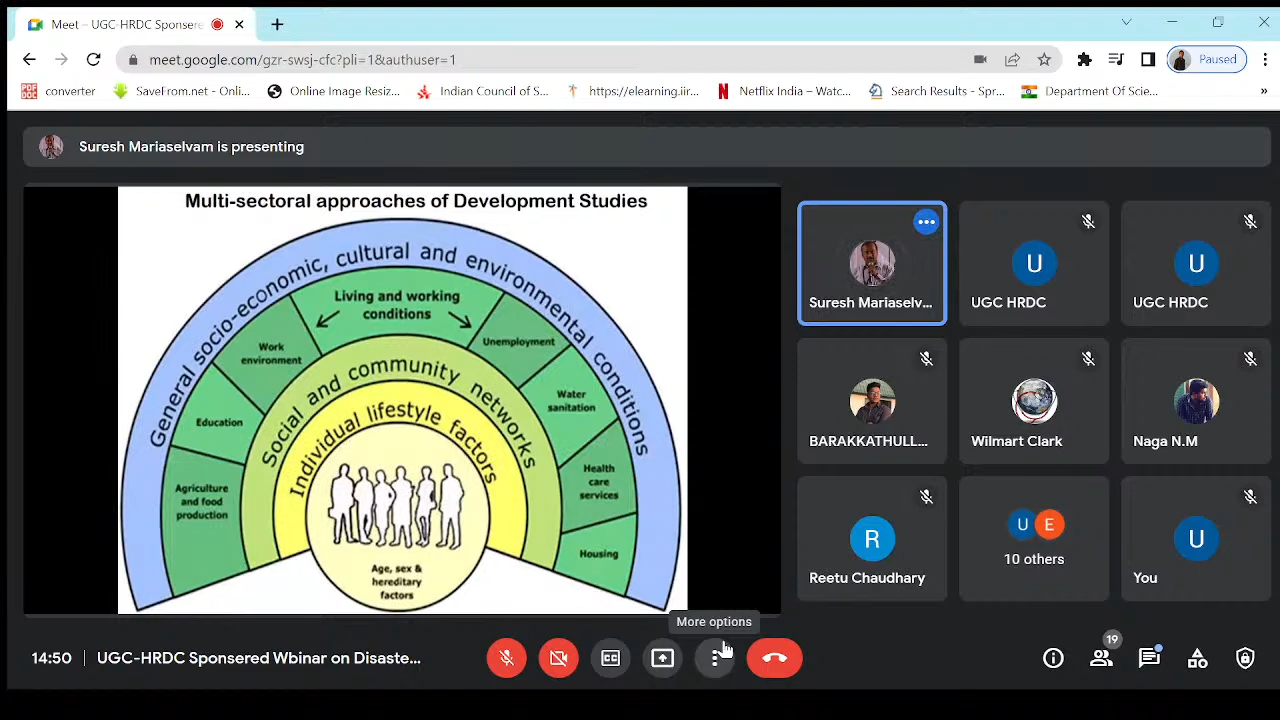 Meet – UGC-HRDC Sponsere
meet.google.com/gzr-swsj-cfc?pli=1&authuser=1
Paused
PDF DOC converter
SaveFrom.net - Onli...
Online Image Resiz...
Indian Council of S...
https://elearning.iir...
N Netflix India – Watc...
Search Results - Spr...
Department Of Scie...
»
Suresh Mariaselvam is presenting
Multi-sectoral approaches of Development Studies
General socio-economic, cultural and environmental conditions
Living and working
conditions
Work
environment
Unemployment
Education
Water
sanitation
Agriculture
and food
production
Health
care
services
Housing
Social and community networks
Individual lifestyle factors
Age, sex &
hereditary
factors
Suresh Mariaselv...
U
UGC HRDC
U
UGC HRDC
BARAKKATHULL...
Wilmart Clark
Naga N.M
R
Reetu Chaudhary
U E
10 others
U
You
More options
14:50 | UGC-HRDC Sponsered Wbinar on Disaste...
19